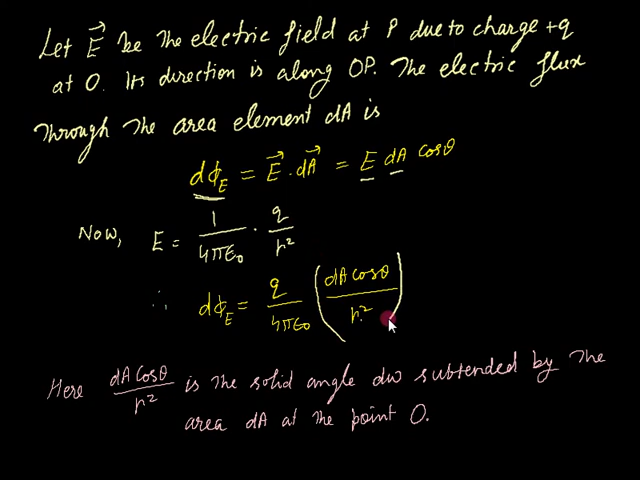 Let E⃗ be the electric field at P due to charge +q
at O. Its direction is along OP. The electric flux
through the area element dA is
dϕ_E = E⃗ . dA⃗ = E dA cosθ
Now, E = 1/4πϵ₀ · q/r²
∴ dϕ_E = q/4πϵ₀ (dA cosθ/r²)
Here dA cosθ/r² is the solid angle dw subtended by the
area dA at the point O.